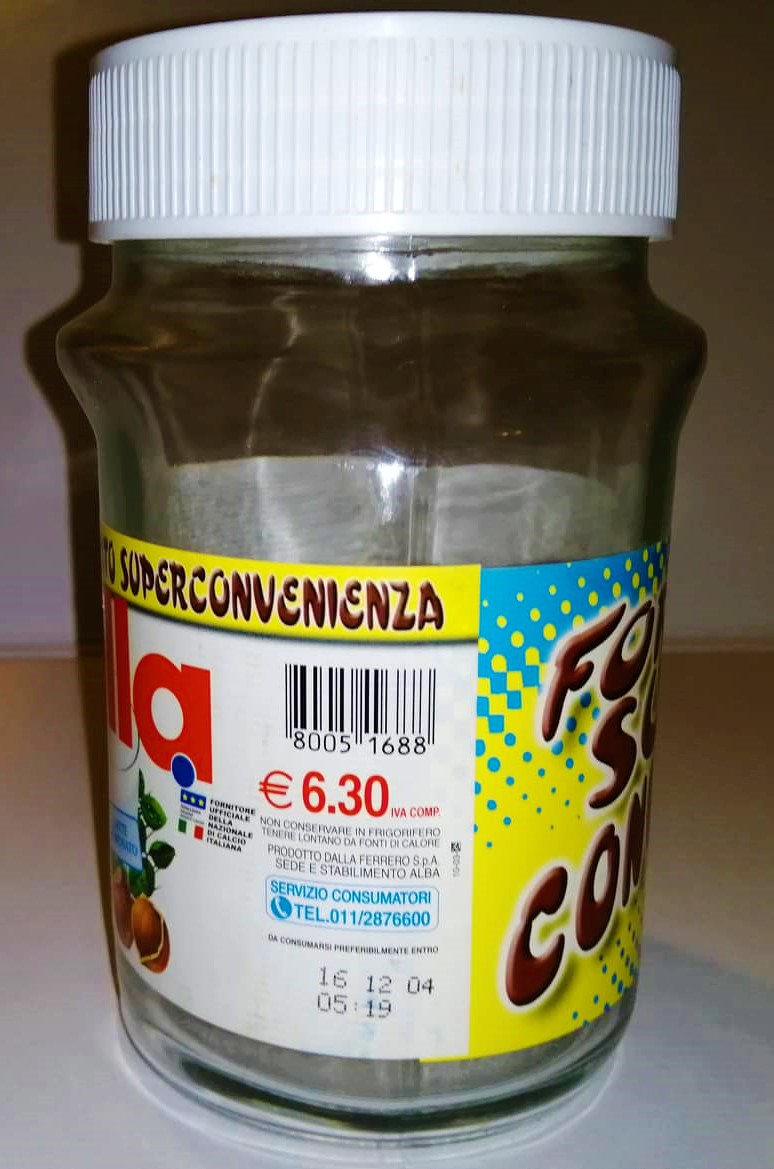 TO SUPERCONVENIENZA
lla
8005 1688
€ 6.30 IVA COMP.
FORNITORE
UFFICIALE
DELLA
NAZIONALE
DI CALCIO
ITALIANA
NON CONSERVARE IN FRIGORIFERO
TENERE LONTANO DA FONTI DI CALORE
PRODOTTO DALLA FERRERO S.p.A.
SEDE E STABILIMENTO ALBA
SERVIZIO CONSUMATORI
TEL.011/2876600
DA CONSUMARSI PREFERIBILMENTE ENTRO
16 12 04
05:19
FO
SU
CON